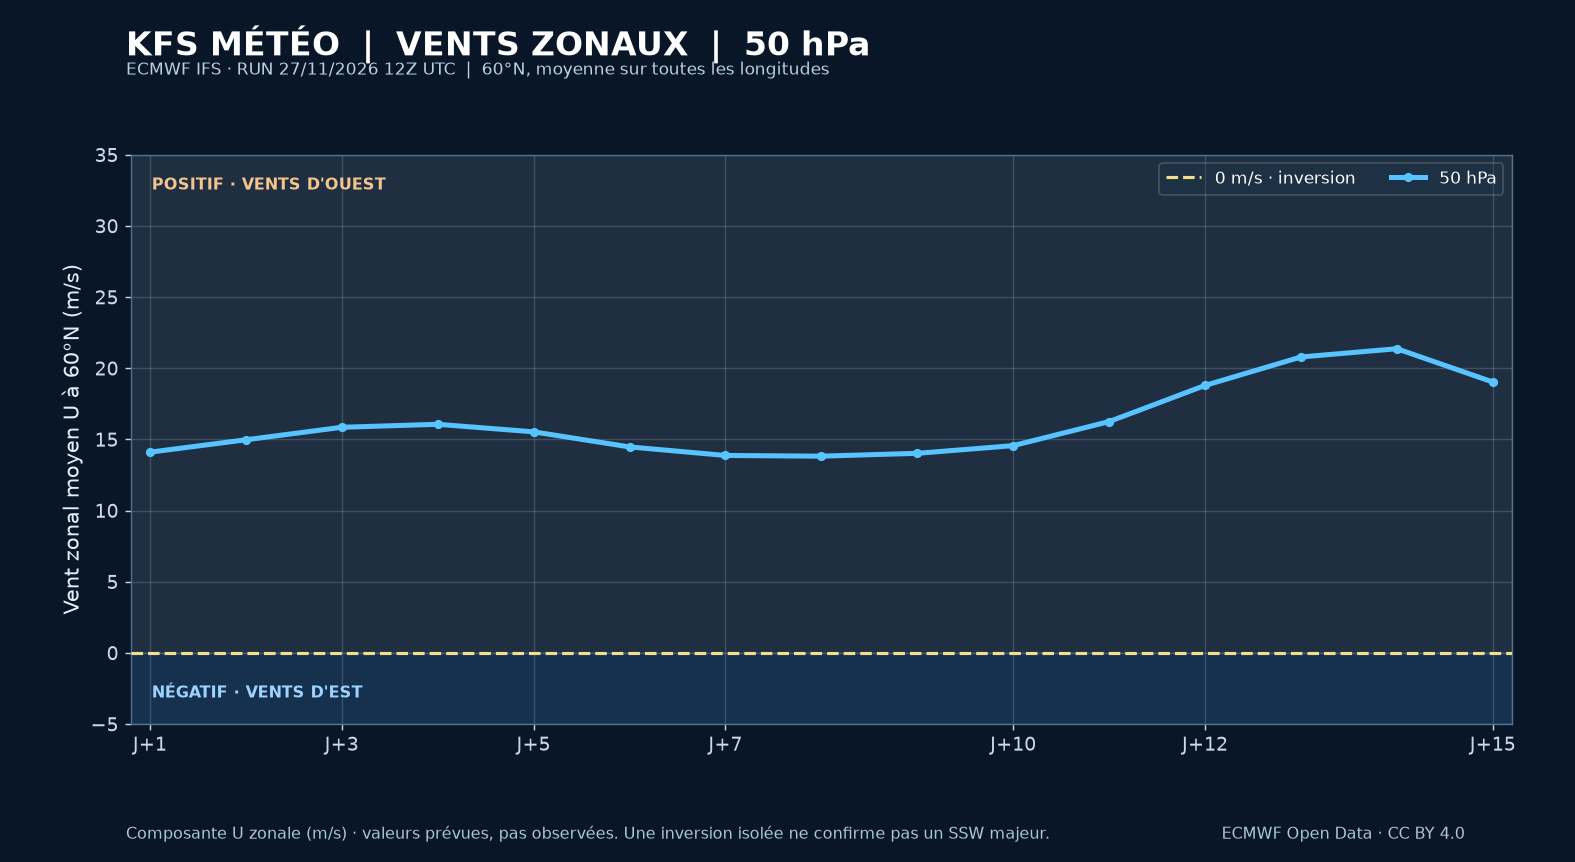 KFS MÉTÉO | VENTS ZONAUX | 50 hPa
ECMWF IFS · RUN 27/11/2026 12Z UTC | 60°N, moyenne sur toutes les longitudes
35
POSITIF · VENTS D'OUEST
0 m/s · inversion
50 hPa
30
25
20
15
10
5
0
−5
Vent zonal moyen U à 60°N (m/s)
NÉGATIF · VENTS D'EST
J+1 J+3 J+5 J+7 J+10 J+12 J+15
Composante U zonale (m/s) · valeurs prévues, pas observées. Une inversion isolée ne confirme pas un SSW majeur.
ECMWF Open Data · CC BY 4.0